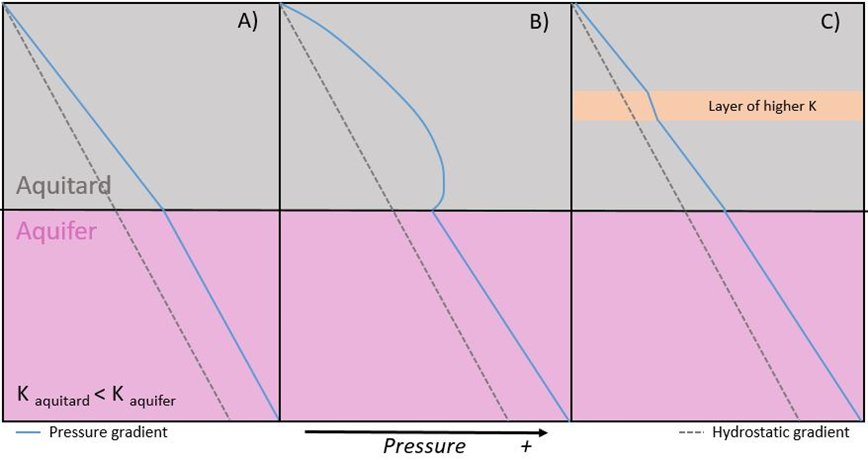 A)
B)
C)
Layer of higher K
Aquitard
Aquifer
K aquitard < K aquifer
Pressure gradient
Pressure +
Hydrostatic gradient